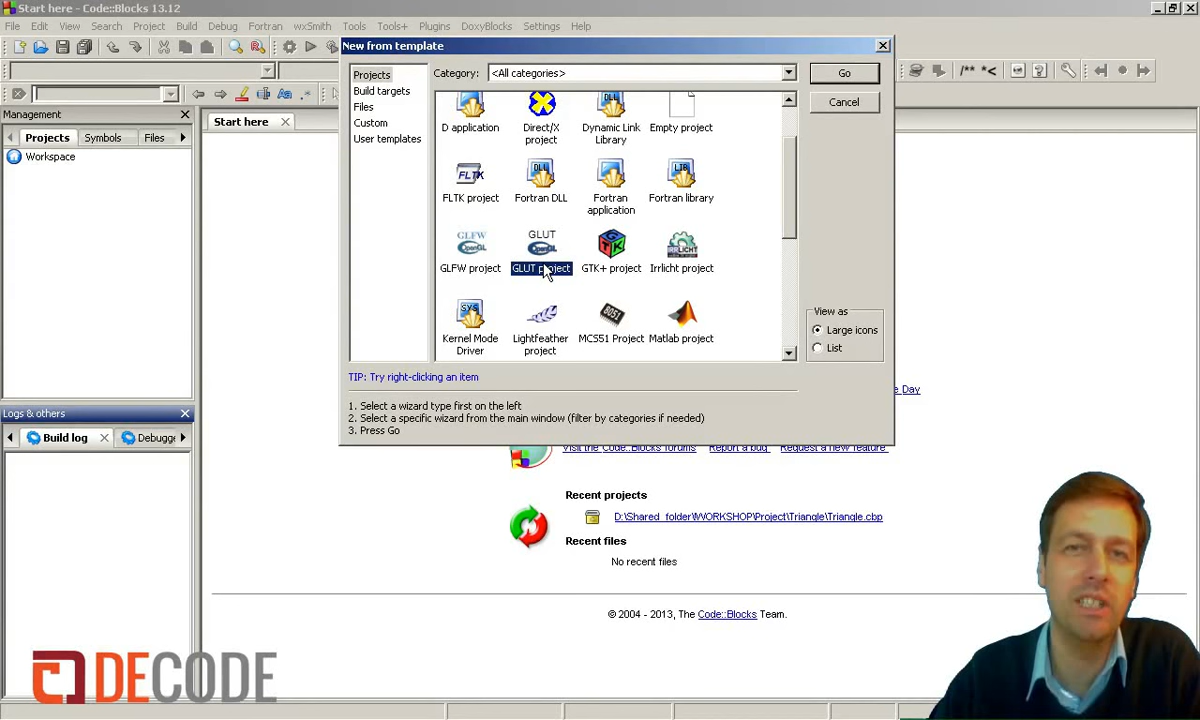 Start here - Code::Blocks 13.12
File Edit View Search Project Build Debug Fortran wxSmith Tools Tools+ Plugins DoxyBlocks Settings Help
New from template
Projects
Build targets
Files
Custom
User templates
Category: <All categories>
Go
Cancel
D application
Direct/X project
Dynamic Link Library
Empty project
FLTK project
Fortran DLL
Fortran application
Fortran library
GLFW project
GLUT project
GTK+ project
Irrlicht project
Kernel Mode Driver
Lightfeather project
MCS51 Project
Matlab project
View as
Large icons
List
TIP: Try right-clicking an item
1. Select a wizard type first on the left
2. Select a specific wizard from the main window (filter by categories if needed)
3. Press Go
Management
Projects Symbols Files
Workspace
Start here
Logs & others
Build log Debugge
e Day
Visit the Code::Blocks forums Report a bug Request a new feature
Recent projects
D:\Shared_folder\WORKSHOP\Project\Triangle\Triangle.cbp
Recent files
No recent files
© 2004 - 2013, The Code::Blocks Team.
DECODE